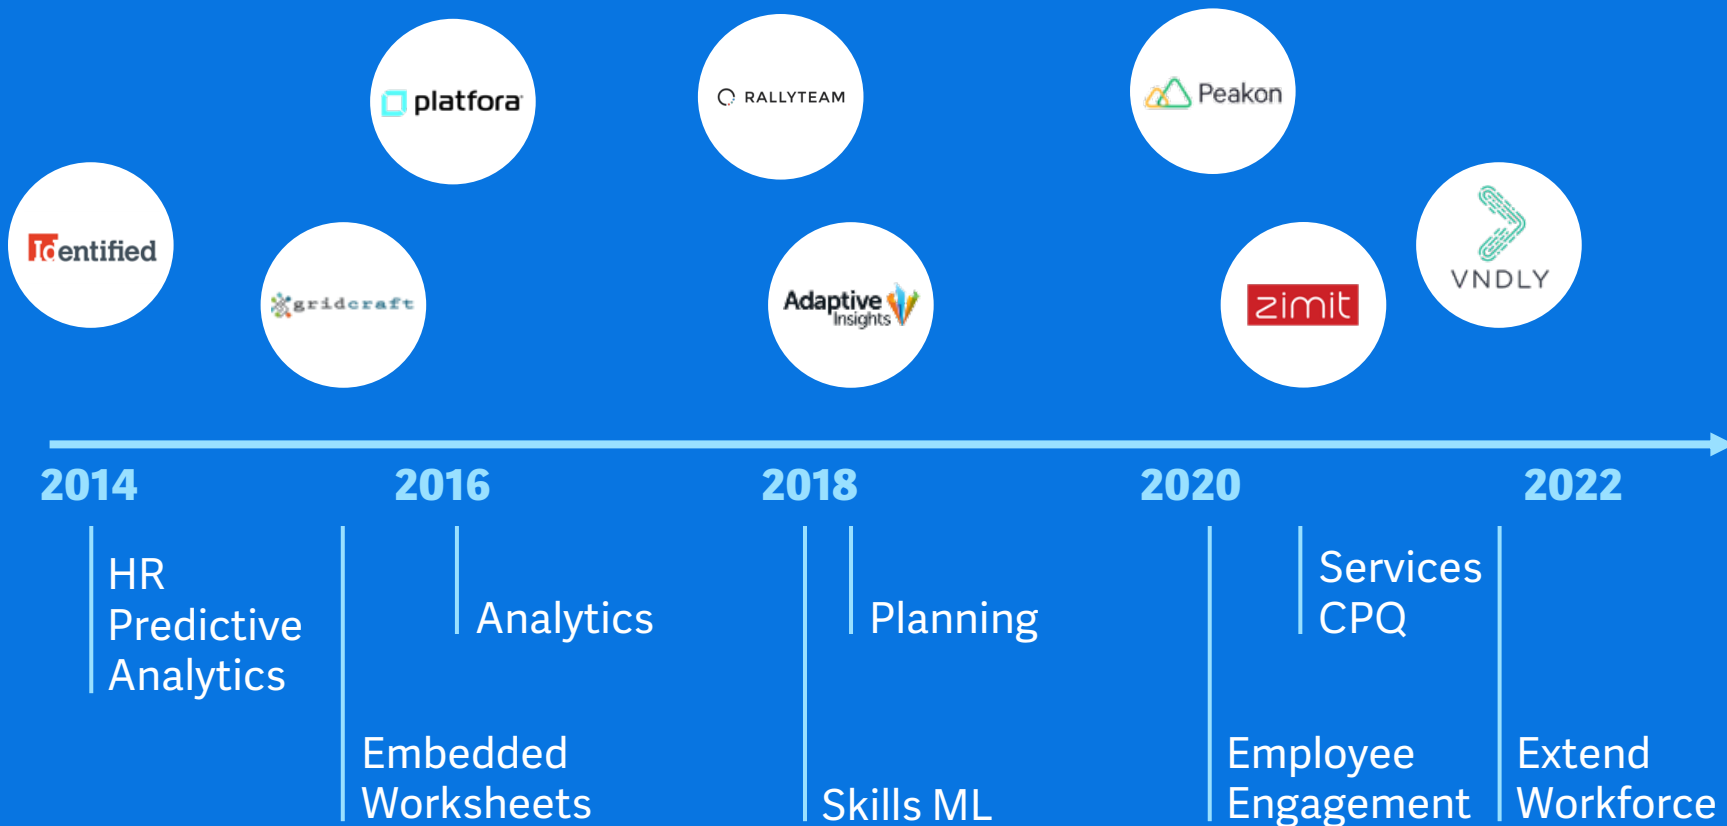 platfora
RALLYTEAM
Peakon
Identified
gridcraft
Adaptive
Insights
zimit
VNDLY
2014
2016
2018
2020
2022
HR
Predictive
Analytics
Embedded
Worksheets
Analytics
Skills ML
Planning
Employee
Engagement
Services
CPQ
Extend
Workforce